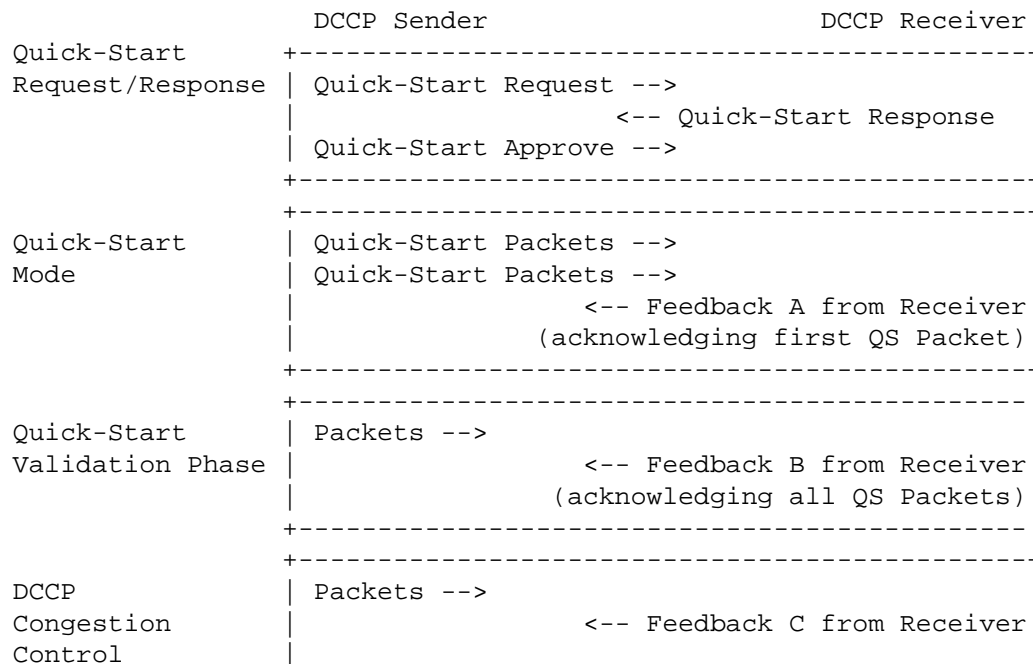 DCCP Sender                     DCCP Receiver
Quick-Start      +-----------------------------------------------
Request/Response | Quick-Start Request -->
                 |                    <-- Quick-Start Response
                 | Quick-Start Approve -->
                 +-----------------------------------------------
                 +-----------------------------------------------
Quick-Start      | Quick-Start Packets -->
Mode             | Quick-Start Packets -->
                 |                  <-- Feedback A from Receiver
                 |               (acknowledging first QS Packet)
                 +-----------------------------------------------
                 +----------------------------------------------
Quick-Start      | Packets -->
Validation Phase |                  <-- Feedback B from Receiver
                 |                (acknowledging all QS Packets)
                 +----------------------------------------------
                 +-----------------------------------------------
DCCP             | Packets -->
Congestion       |                  <-- Feedback C from Receiver
Control          |